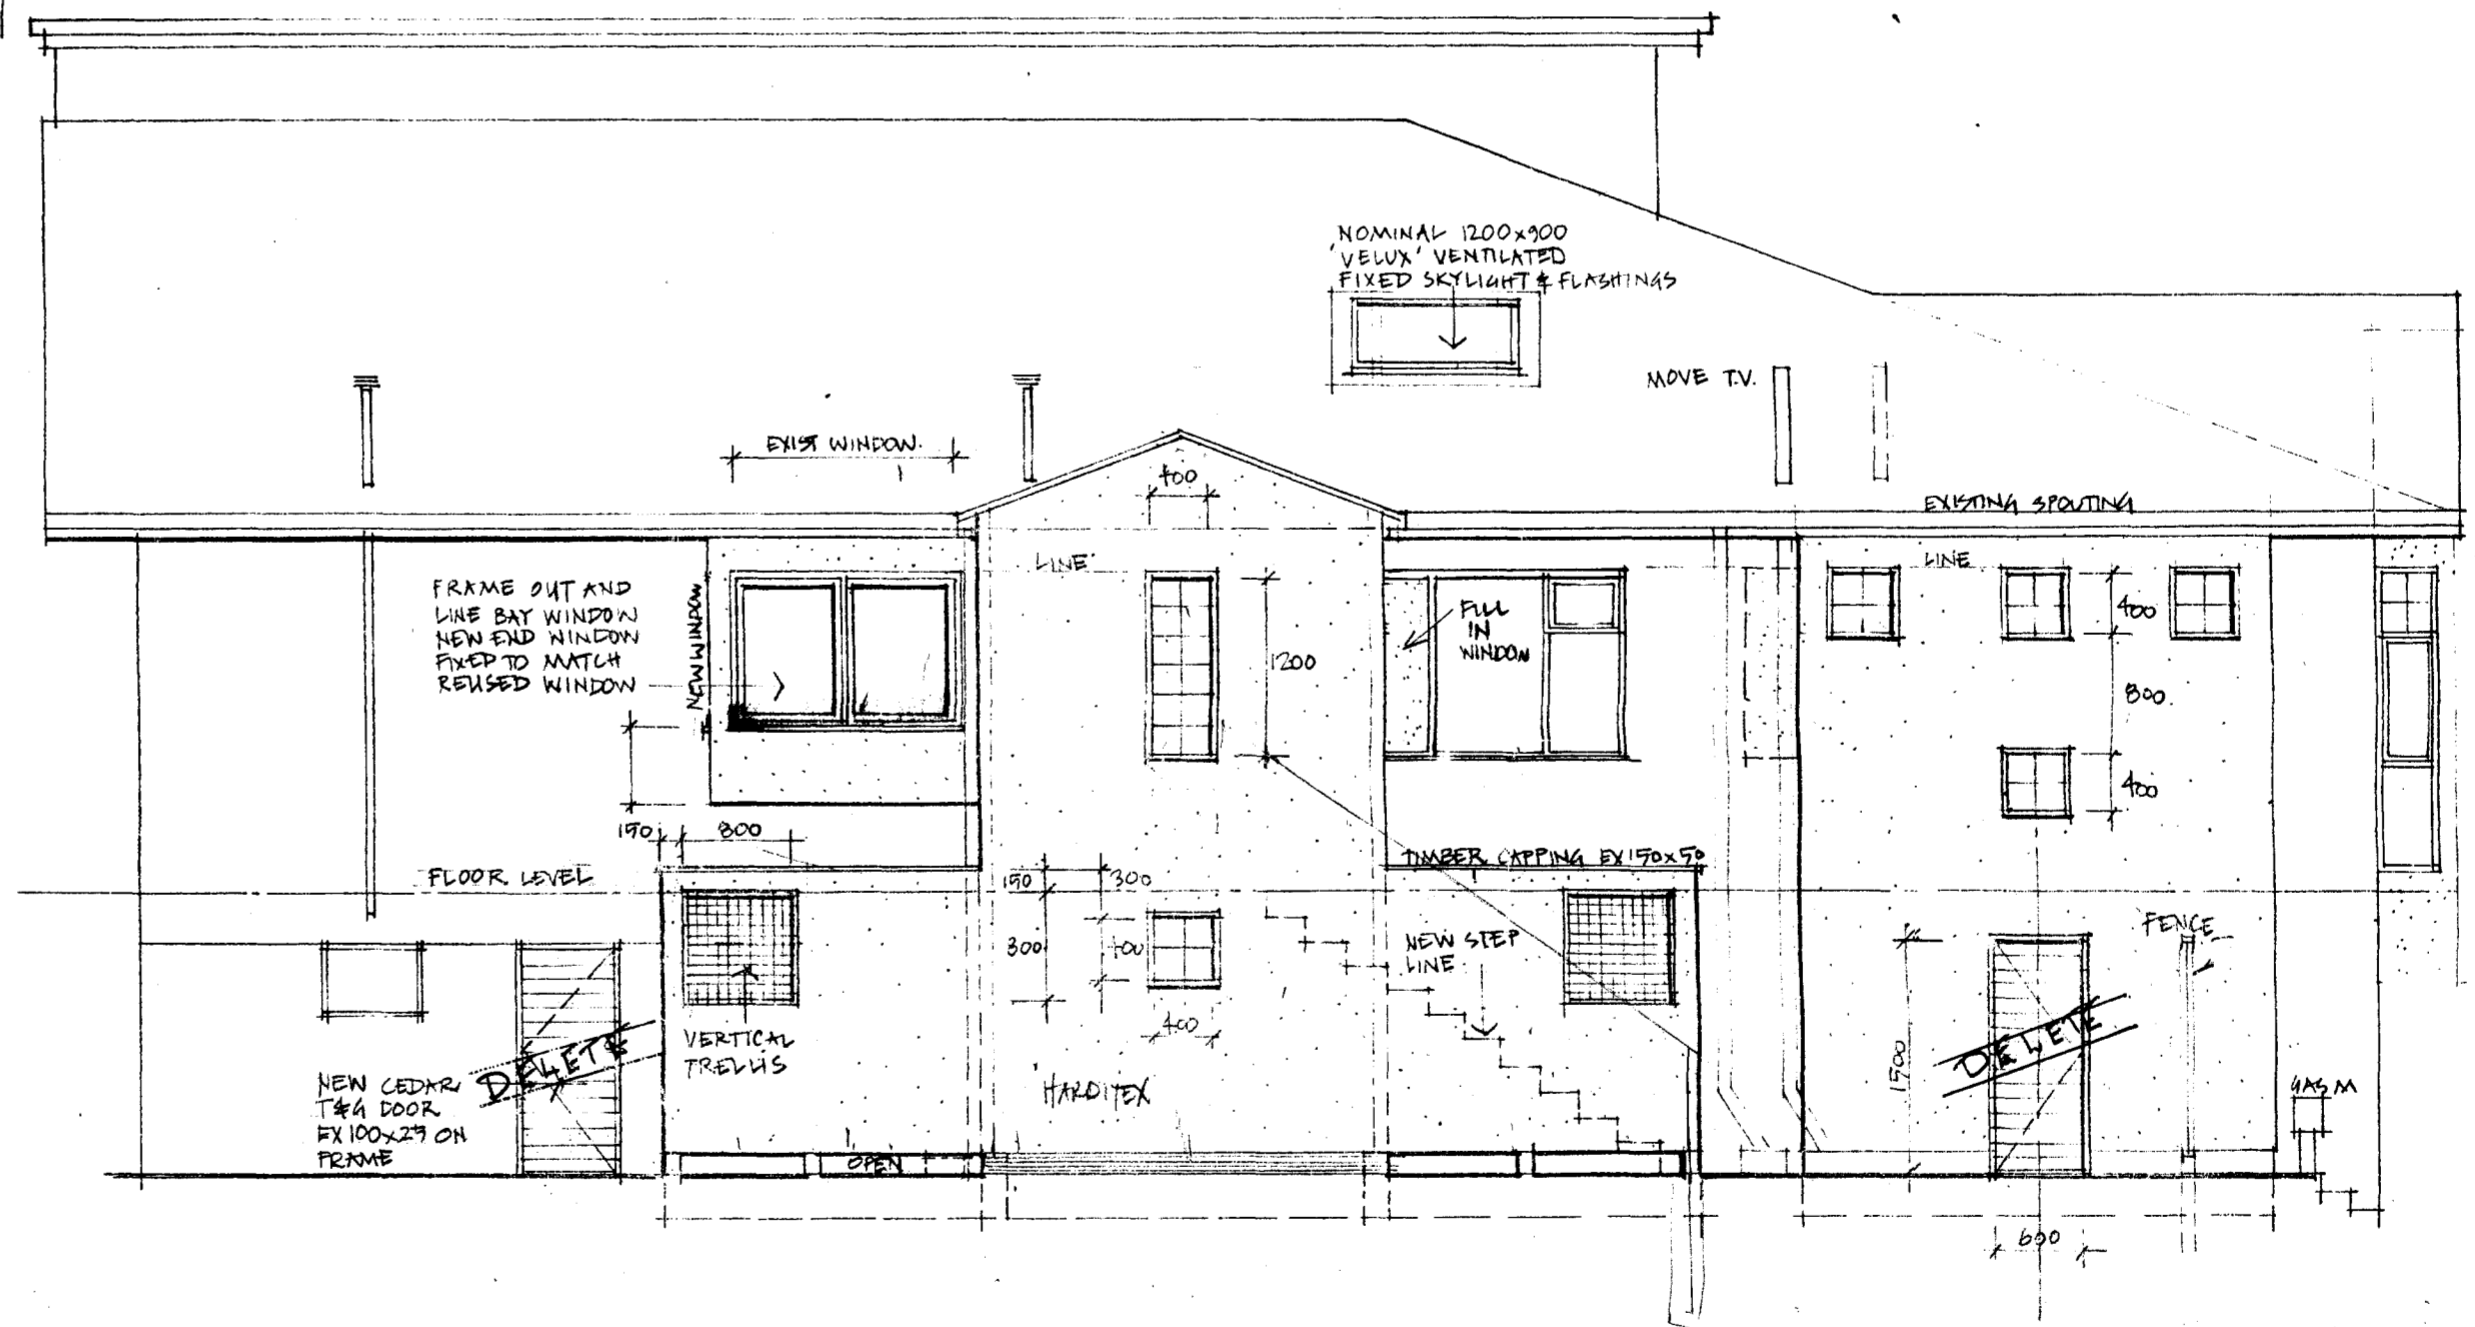 NOMINAL 1200x900
'VELUX' VENTILATED
FIXED SKYLIGHT & FLASHINGS
MOVE T.V.
EXIST WINDOW.
400
EXISTING SPOUTING
LINE
LINE
FRAME OUT AND
LINE BAY WINDOW
NEW END WINDOW
FIXED TO MATCH
REUSED WINDOW
NEW WINDOW
1200
FILL
IN
WINDOW
400
800
400
150
800
FLOOR LEVEL
150
300
300
400
400
TIMBER CAPPING EX 150x50
NEW STEP
LINE
FENCE
VERTICAL
TRELLIS
DELETE
NEW CEDAR
T&G DOOR
EX 100x25 ON
FRAME
HARDITEX
1500
DELETE
GAS M
OPEN
600